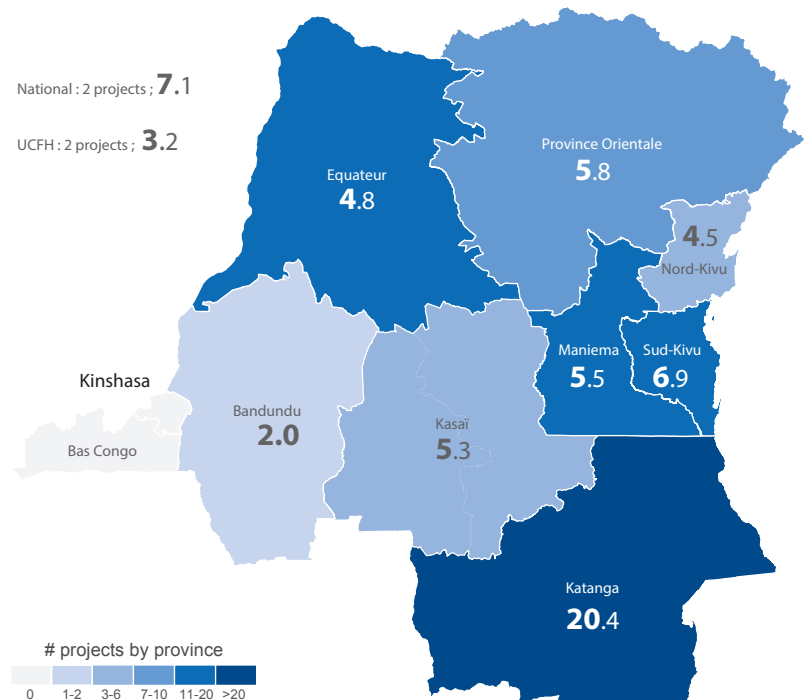 National : 2 projects ; 7.1
UCFH : 2 projects ; 3.2
Equateur
4.8
Province Orientale
5.8
4.5
Nord-Kivu
Maniema
5.5
Sud-Kivu
6.9
Kinshasa
Bas Congo
Bandundu
2.0
Kasaï
5.3
Katanga
20.4
# projects by province
0 1-2 3-6 7-10 11-20 >20